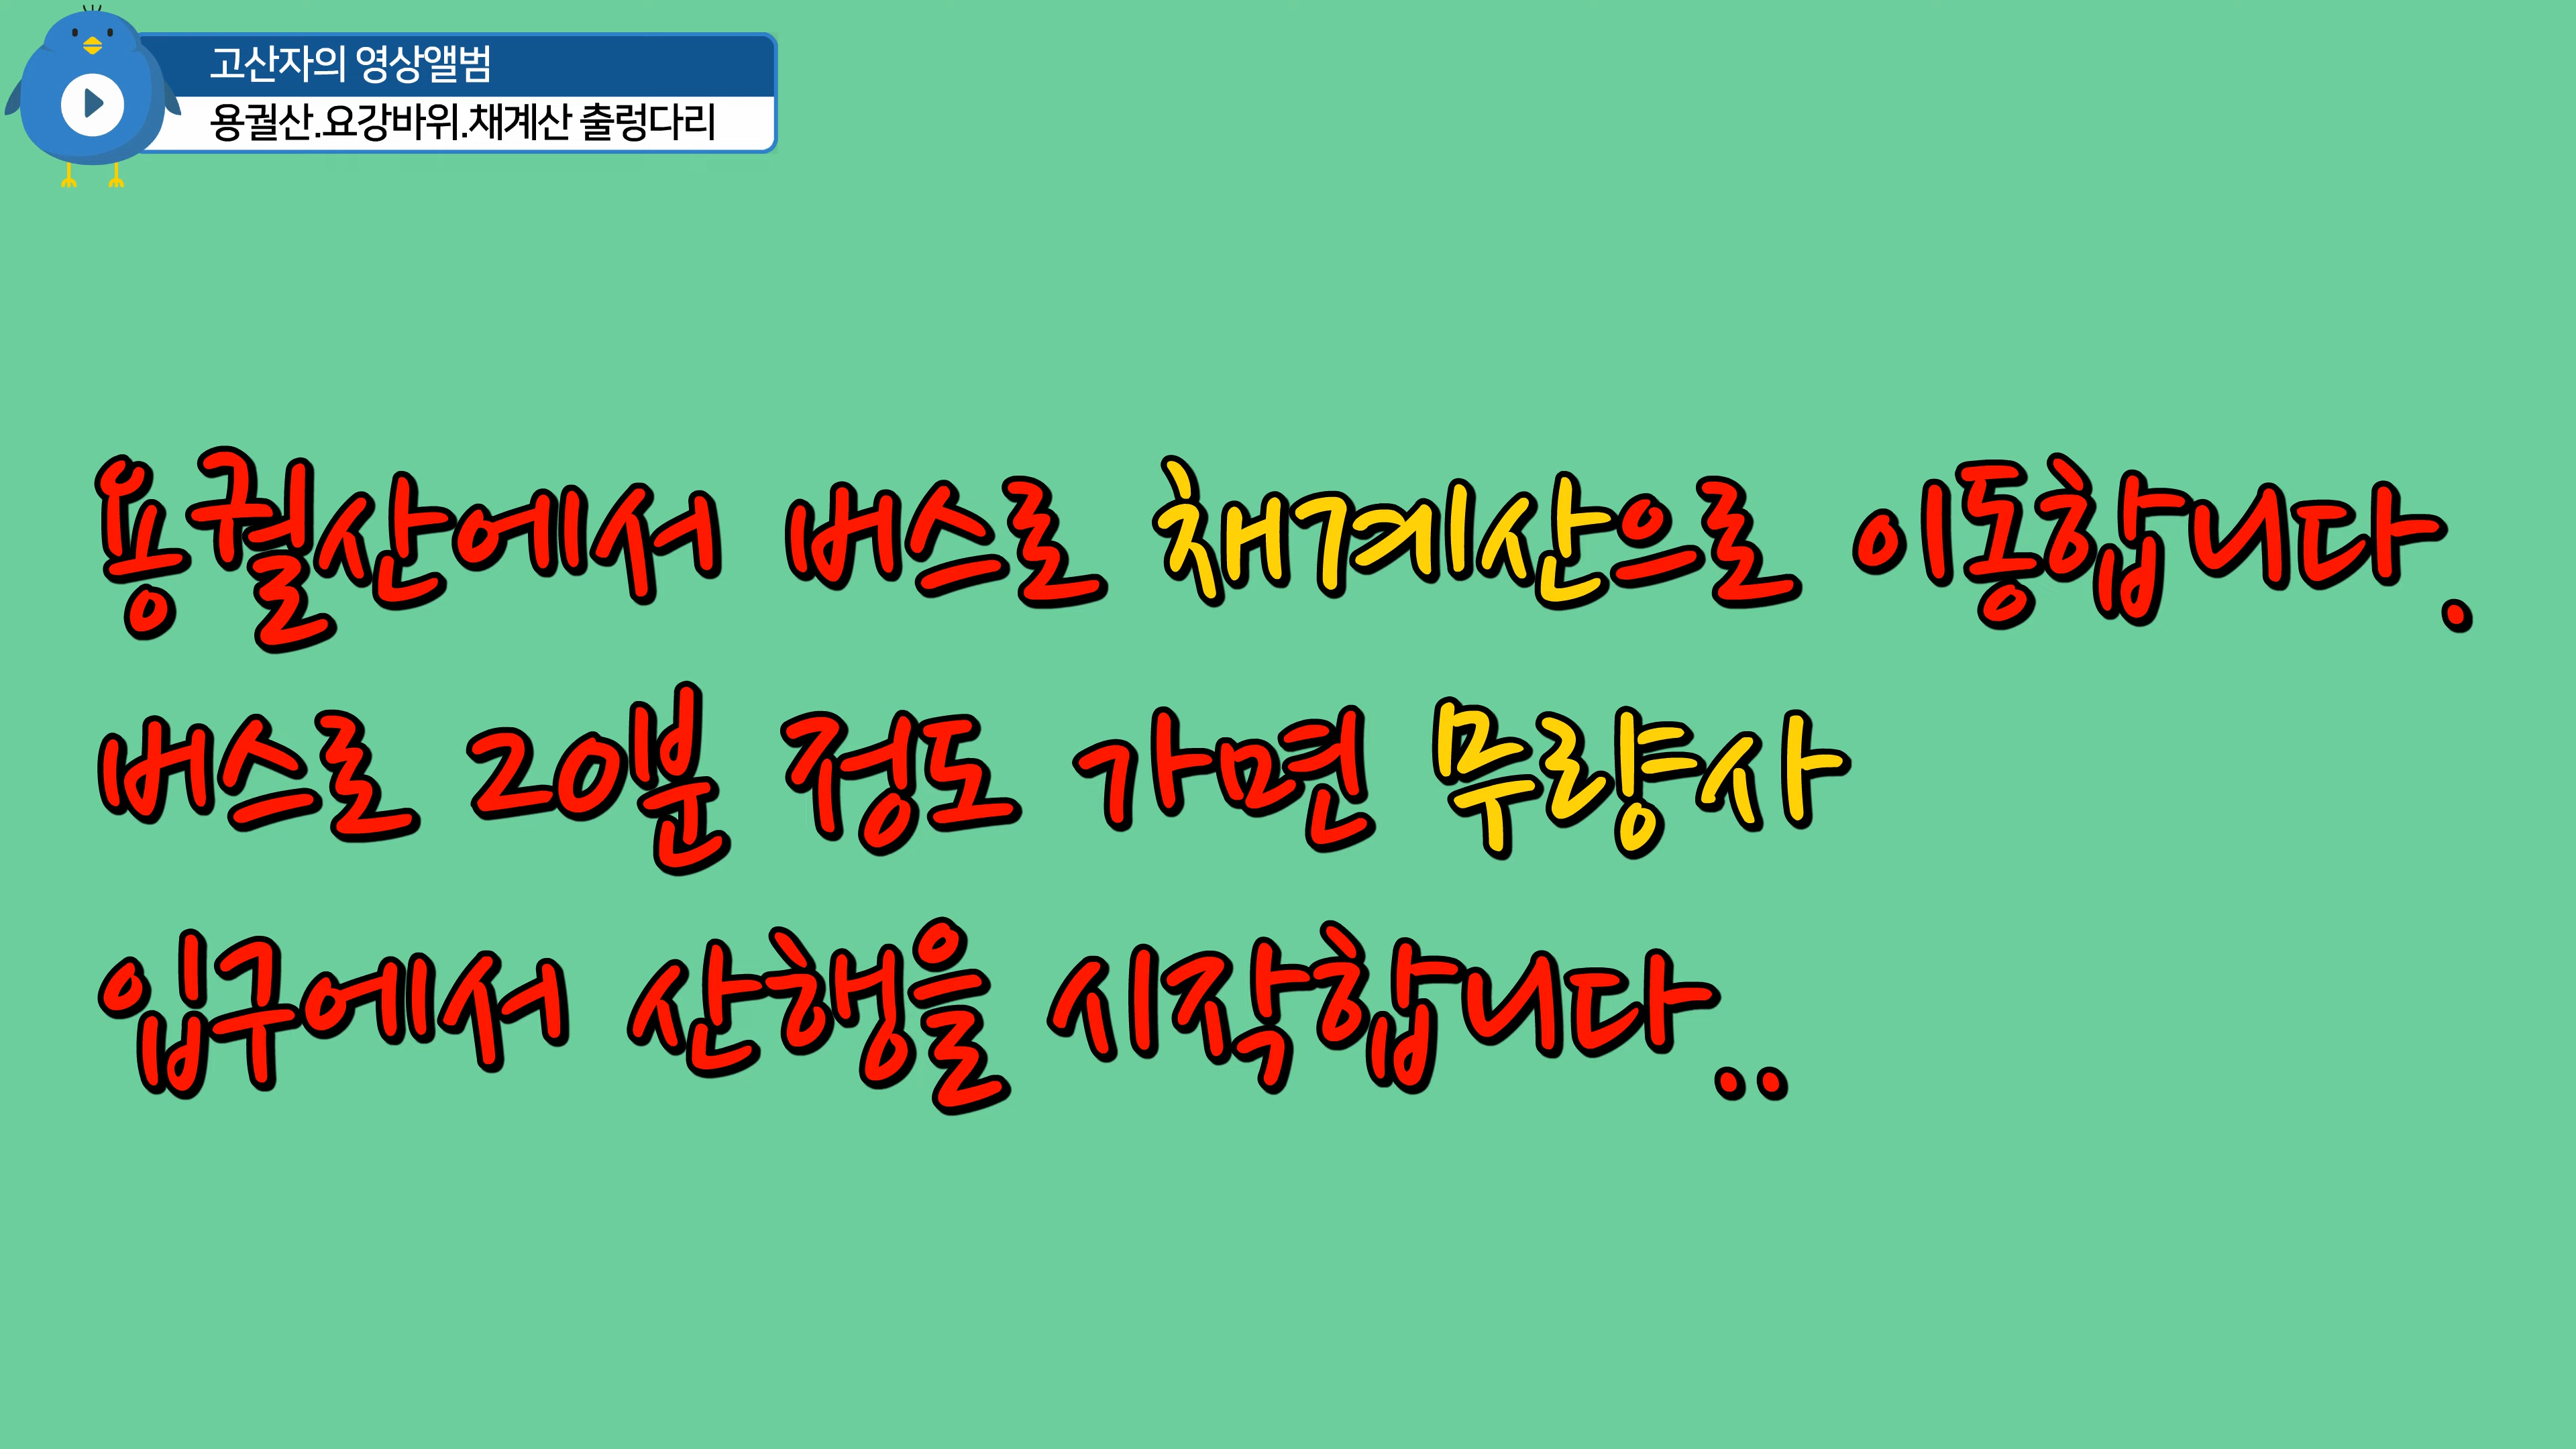 고산자의 영상앨범
용궐산.요강바위.채계산 출렁다리
용궐산에서 버스로 채계산으로 이동합니다.
버스로 20분 정도 가면 무량사
입구에서 산행을 시작합니다..